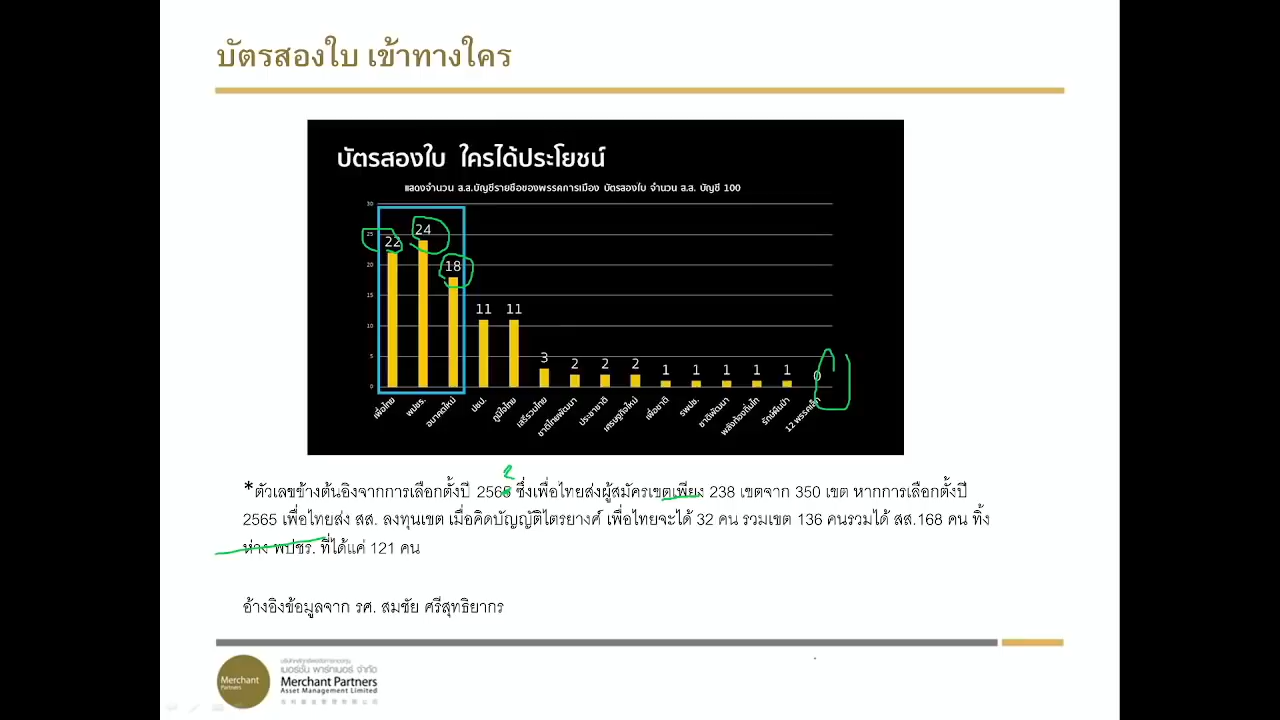 บัตรสองใบ เข้าทางใคร
บัตรสองใบ ใครได้ประโยชน์
แสดงจำนวน ส.ส.บัญชีรายชื่อของพรรคการเมือง บัตรสองใบ จำนวน ส.ส. บัญชี 100
30
25
20
15
10
5
0
22
24
18
11
11
3
2
2
2
1
1
1
1
1
0
เพื่อไทย
พปชร.
อนาคตใหม่
ปชป.
ภูมิใจไทย
เสรีรวมไทย
ชาติไทยพัฒนา
ประชาชาติ
เศรษฐกิจใหม่
เพื่อชาติ
รพปช.
ชาติพัฒนา
พลังท้องถิ่นไท
รักษ์ผืนป่า
12 พรรคเล็ก
2
*ตัวเลขข้างต้นอิงจากการเลือกตั้งปี 256 ซึ่งเพื่อไทยส่งผู้สมัครเขตเพียง 238 เขตจาก 350 เขต หากการเลือกตั้งปี
2565 เพื่อไทยส่ง สส. ลงทุนเขต เมื่อคิดบัญญัติไตรยางศ์ เพื่อไทยจะได้ 32 คน รวมเขต 136 คนรวมได้ สส.168 คน ทิ้ง
ห่าง พปชร. ที่ได้แค่ 121 คน
อ้างอิงข้อมูลจาก รศ. สมชัย ศรีสุทธิยากร
Merchant
Partners
เมอร์ชั่น พาร์ทเนอร์ จำกัด
Merchant Partners
Asset Management Limited